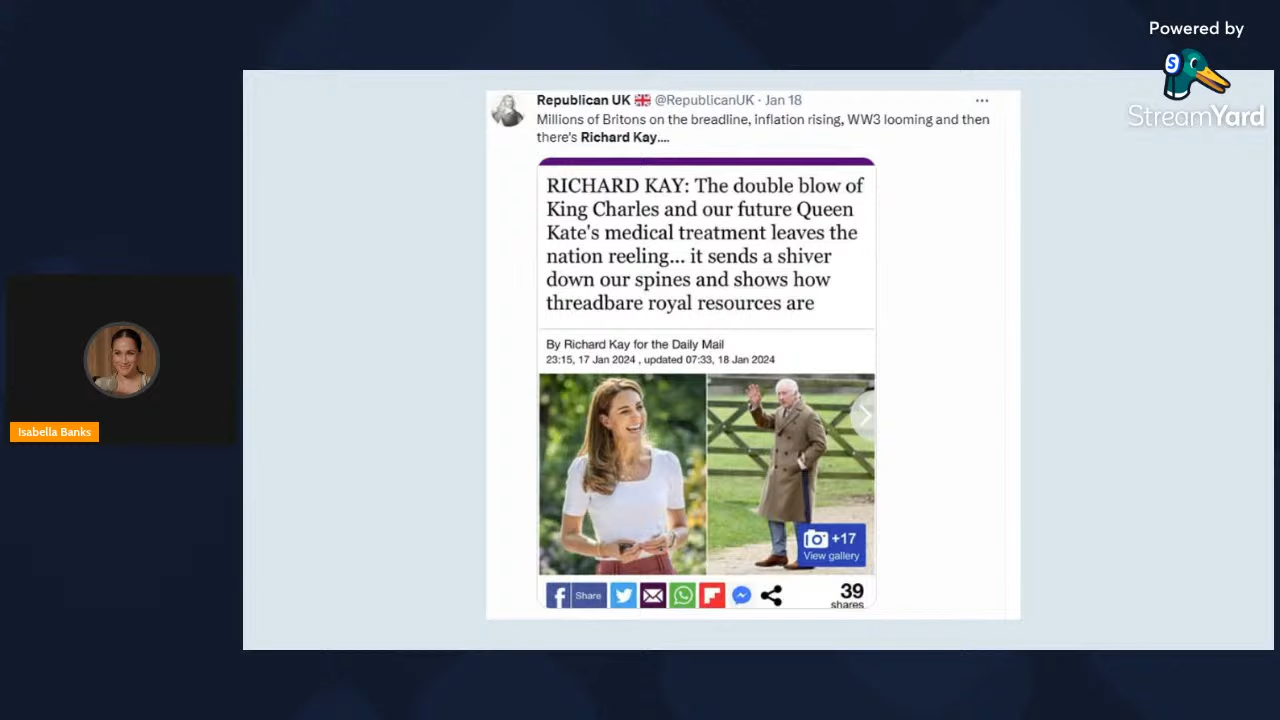 Powered by
StreamYard
Republican UK 🇬🇧 @RepublicanUK · Jan 18 ...
Millions of Britons on the breadline, inflation rising, WW3 looming and then
there's Richard Kay....
RICHARD KAY: The double blow of
King Charles and our future Queen
Kate's medical treatment leaves the
nation reeling... it sends a shiver
down our spines and shows how
threadbare royal resources are
By Richard Kay for the Daily Mail
23:15, 17 Jan 2024 , updated 07:33, 18 Jan 2024
+17
View gallery
Share
39
shares
Isabella Banks